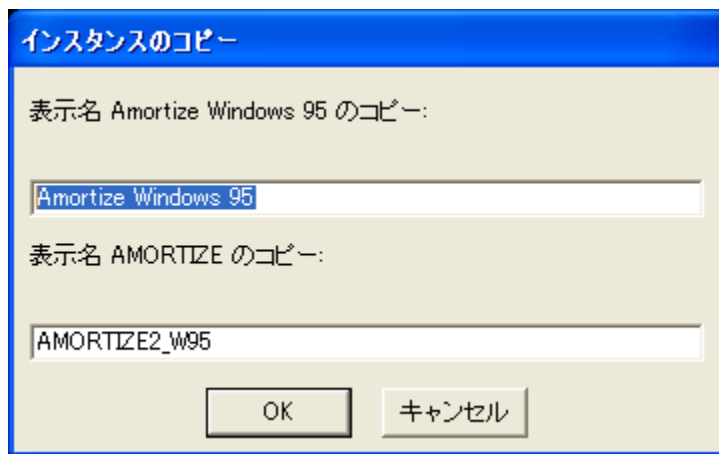 インスタンスのコピー
表示名 Amortize Windows 95 のコピー:
Amortize Windows 95
表示名 AMORTIZE のコピー:
AMORTIZE2_W95
OK キャンセル